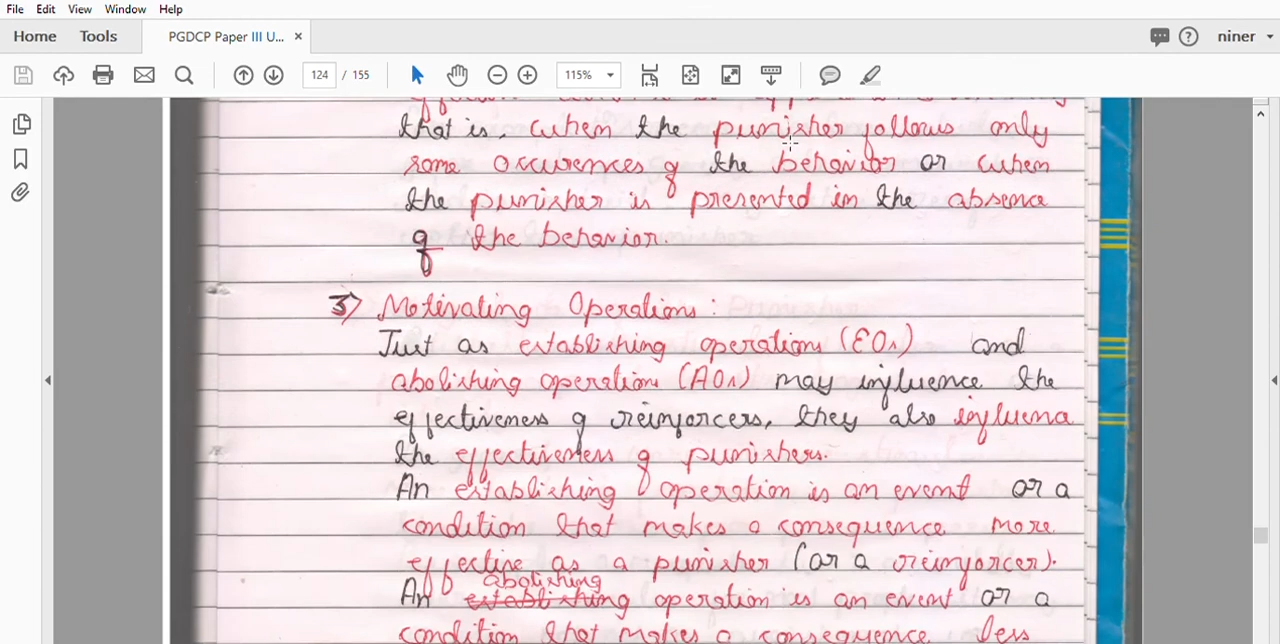 File Edit View Window Help
Home Tools PGDCP Paper III U... × niner
124 / 155 115%
that is, when the punisher follows only
some occurences of the behavior or when
the punisher is presented in the absence
of the behavior.
3) Motivating Operations :
Just as establishing operations (EOs) and
abolishing operations (AOs) may influence the
effectiveness of reinforcers, they also influence
the effectiveness of punishers.
An establishing operation is an event or a
condition that makes a consequence more
effective as a punisher (or a reinforcer).
abolishing
An establishing operation is an event or a
condition that makes a consequence less